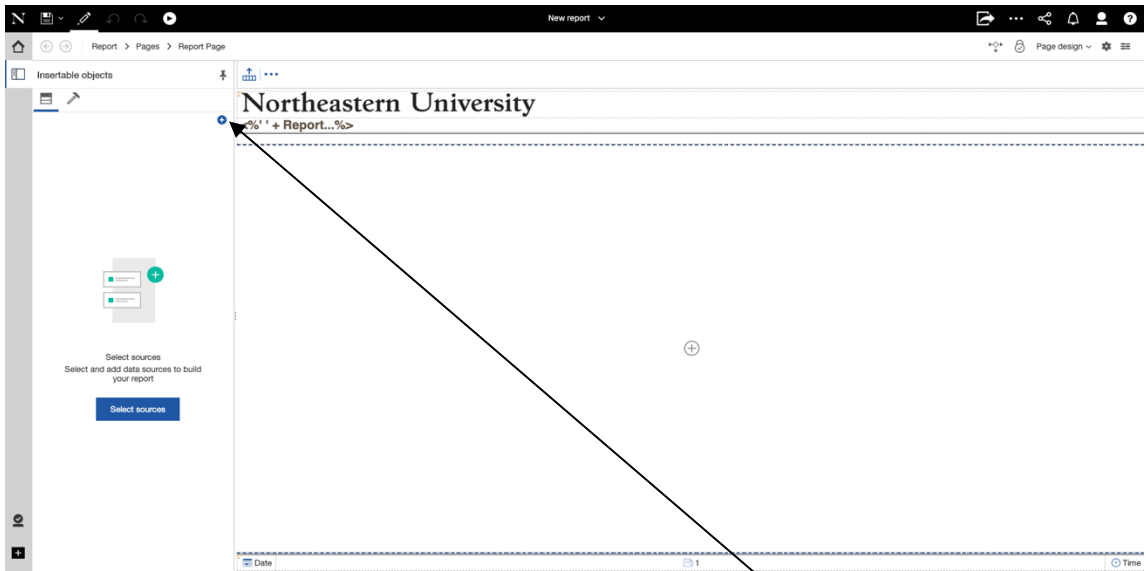 N
New report
Report > Pages > Report Page
Page design
Insertable objects
Northeastern University
<%' ' + Report...%>
Select sources
Select and add data sources to build
your report
Select sources
Date
1
Time